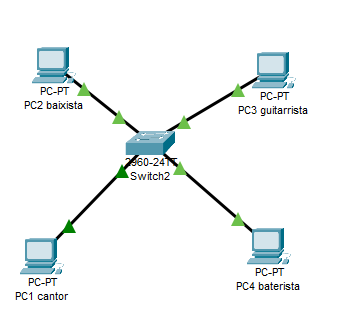 PC-PT
PC2 baixista
PC-PT
PC3 guitarrista
2960-24TT
Switch2
PC-PT
PC1 cantor
PC-PT
PC4 baterista